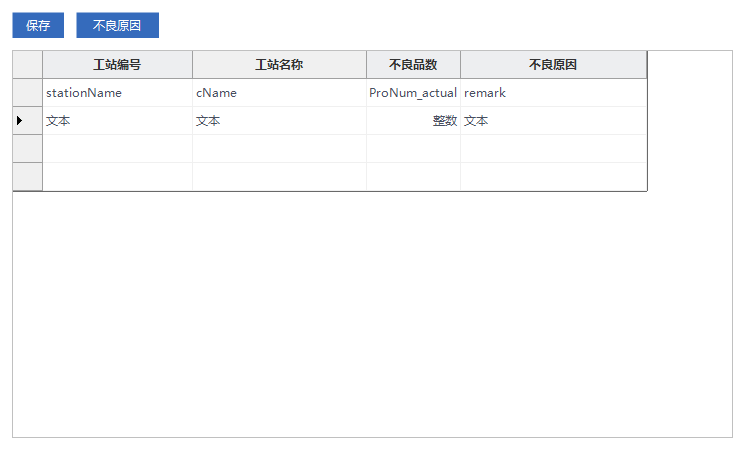 保存 不良原因
工站编号 工站名称 不良品数 不良原因
stationName cName ProNum_actual remark
文本 文本 整数 文本